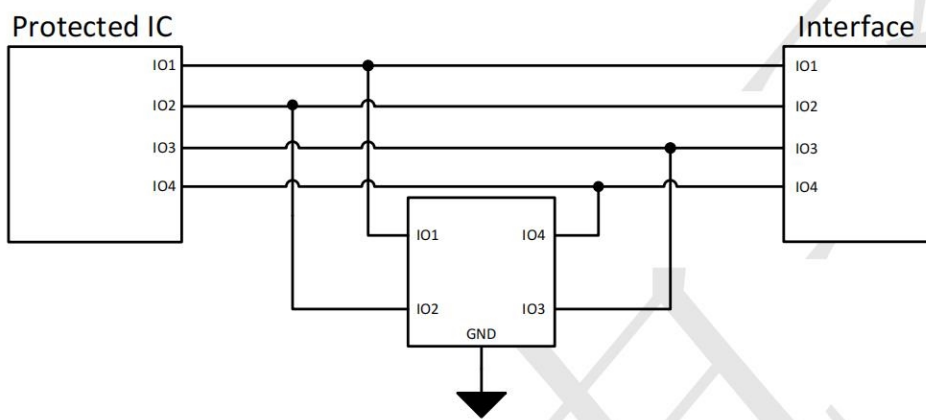 Protected IC
Interface
IO1
IO1
IO2
IO2
IO3
IO3
IO4
IO4
IO1
IO4
IO2
IO3
GND